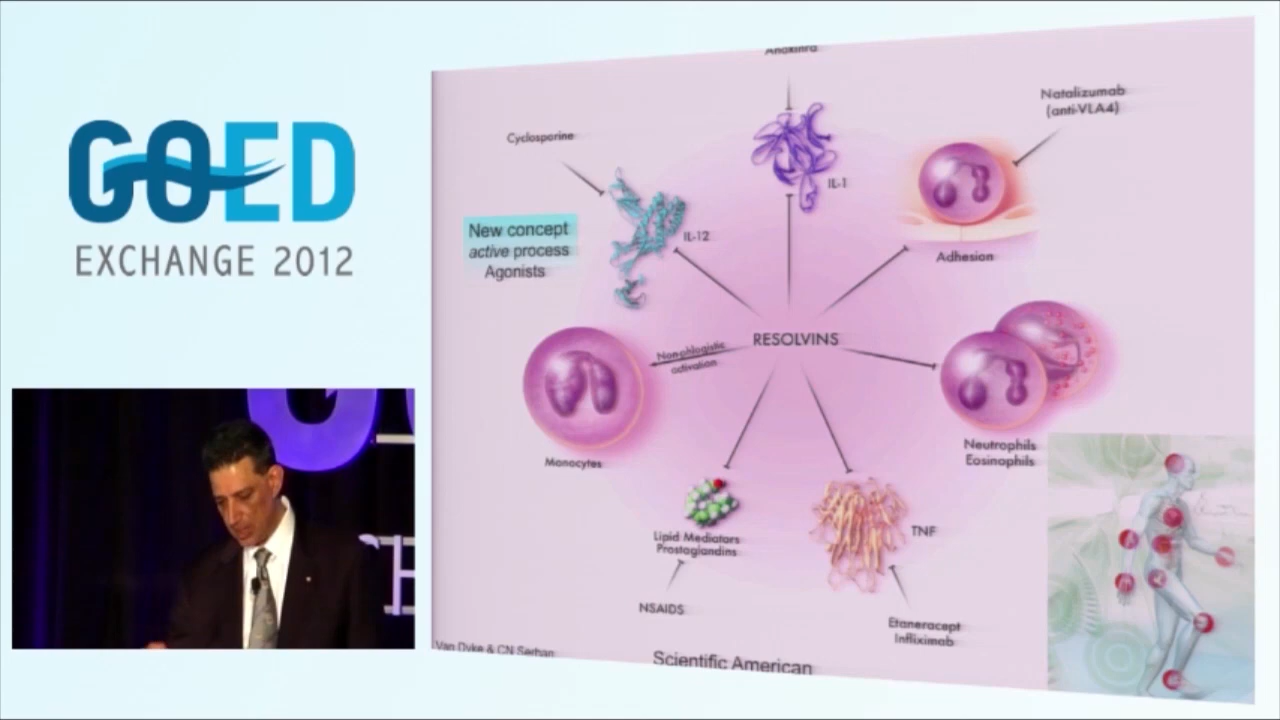 GOED
EXCHANGE 2012
Anakinra
Natalizumab
(anti-VLA4)
Cyclosporine
IL-1
New concept
active process
Agonists
IL-12
Adhesion
RESOLVINS
Non-phlogistic
activation
Monocytes
Neutrophils
Eosinophils
Lipid Mediators
Prostaglandins
TNF
NSAIDS
Etaneracept
Infliximab
Van Dyke & CN Serhan
Scientific American